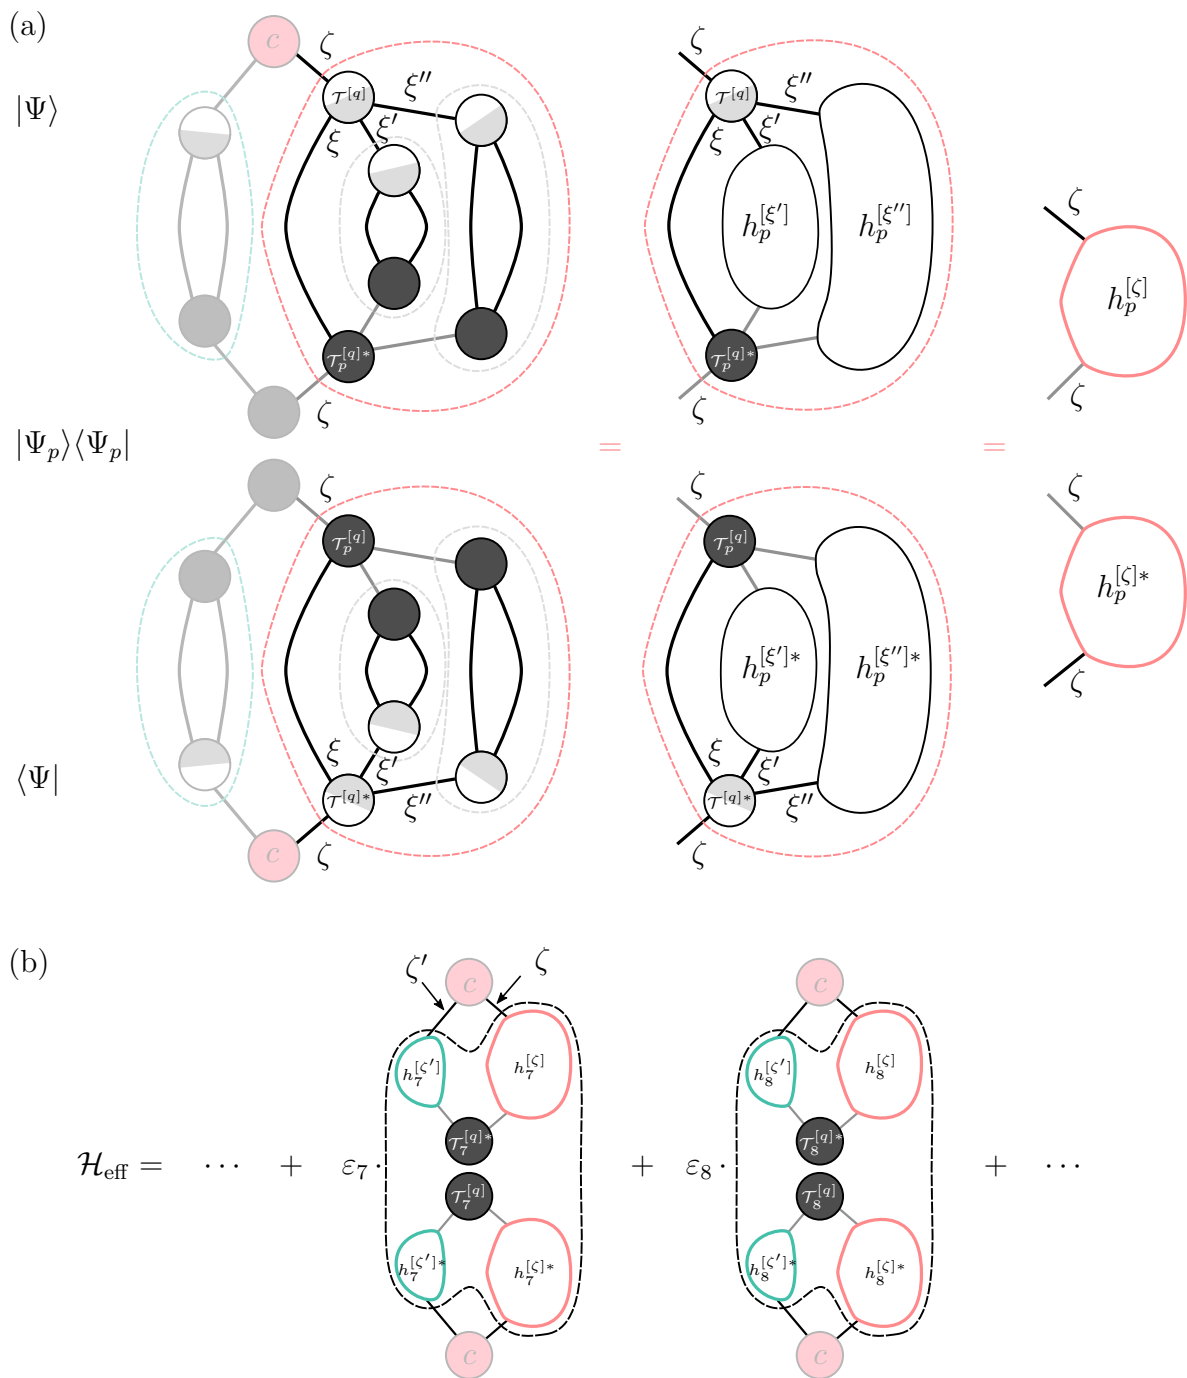 (a)
c ζ
|Ψ⟩ 𝒯^{[q]} ξ'' ξ ξ'
𝒯_p^{[q]*}
ζ
ζ
𝒯^{[q]} ξ'' ξ ξ'
h_p^{[ξ']} h_p^{[ξ'']}
𝒯_p^{[q]*}
ζ
ζ
h_p^{[ζ]}
ζ
|Ψ_p⟩⟨Ψ_p| = =
ζ
𝒯_p^{[q]}
ξ ξ' ξ''
⟨Ψ| 𝒯^{[q]*}
c ζ
ζ
𝒯_p^{[q]}
h_p^{[ξ']*} h_p^{[ξ'']*}
ξ ξ' ξ''
𝒯^{[q]*}
ζ
ζ
h_p^{[ζ]*}
ζ
(b)
ζ' c ζ c
h_7^{[ζ']} h_7^{[ζ]} h_8^{[ζ']} h_8^{[ζ]}
𝒯_7^{[q]*} 𝒯_8^{[q]*}
ℋ_eff = ··· + ε_7 · + ε_8 · + ···
𝒯_7^{[q]} 𝒯_8^{[q]}
h_7^{[ζ']*} h_7^{[ζ]*} h_8^{[ζ']*} h_8^{[ζ]*}
c c